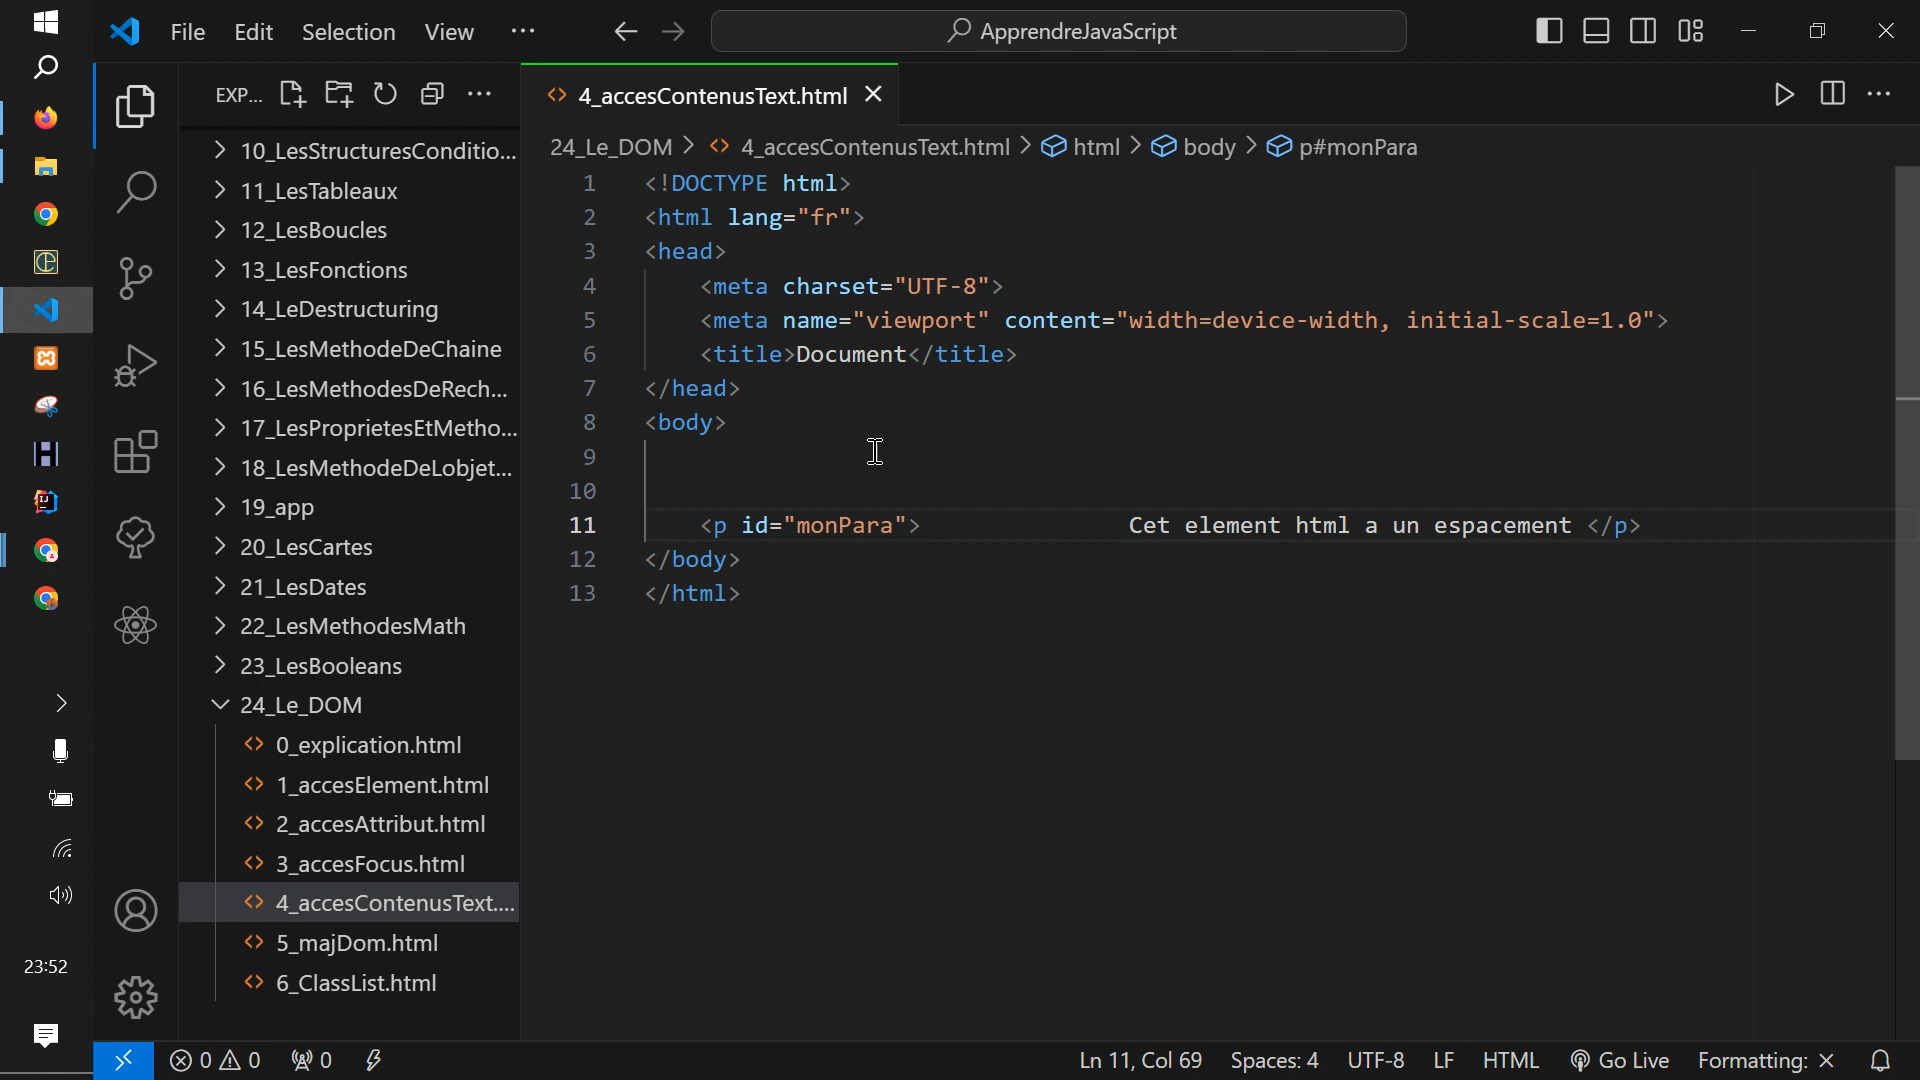 File Edit Selection View ··· ApprendreJavaScript
EXP... ···
4_accesContenusText.html
24_Le_DOM > 4_accesContenusText.html > html > body > p#monPara
10_LesStructuresConditio...
11_LesTableaux
12_LesBoucles
13_LesFonctions
14_LeDestructuring
15_LesMethodeDeChaine
16_LesMethodesDeRech...
17_LesProprietesEtMetho...
18_LesMethodeDeLobjet...
19_app
20_LesCartes
21_LesDates
22_LesMethodesMath
23_LesBooleans
24_Le_DOM
0_explication.html
1_accesElement.html
2_accesAttribut.html
3_accesFocus.html
4_accesContenusText....
5_majDom.html
6_ClassList.html
1 <!DOCTYPE html>
2 <html lang="fr">
3 <head>
4 <meta charset="UTF-8">
5 <meta name="viewport" content="width=device-width, initial-scale=1.0">
6 <title>Document</title>
7 </head>
8 <body>
9
10
11 <p id="monPara"> Cet element html a un espacement </p>
12 </body>
13 </html>
23:52
0 0 0 Ln 11, Col 69 Spaces: 4 UTF-8 LF HTML Go Live Formatting: ×